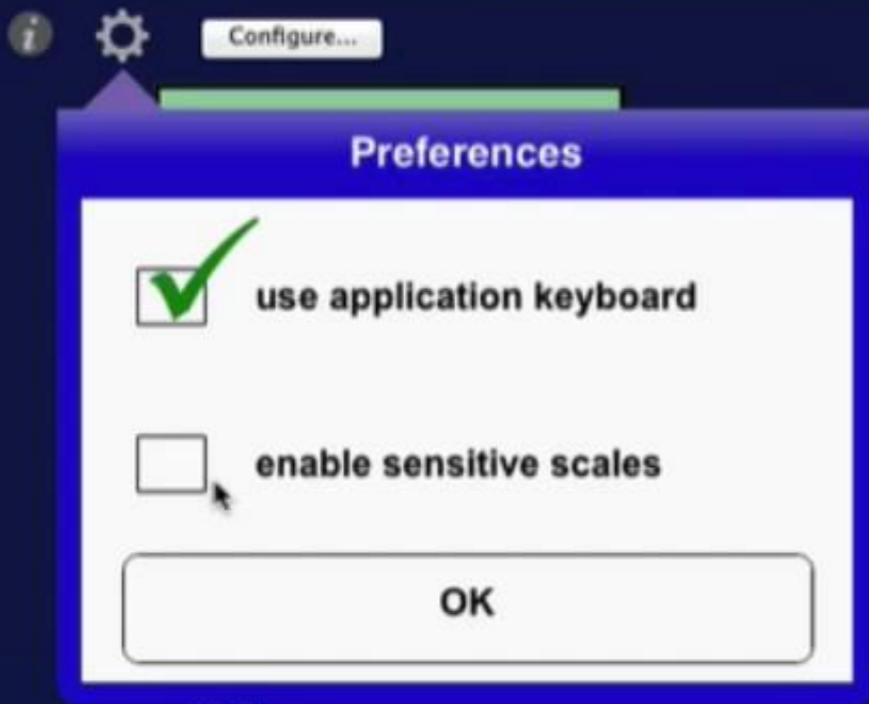 i
Configure...
Preferences
use application keyboard
enable sensitive scales
OK